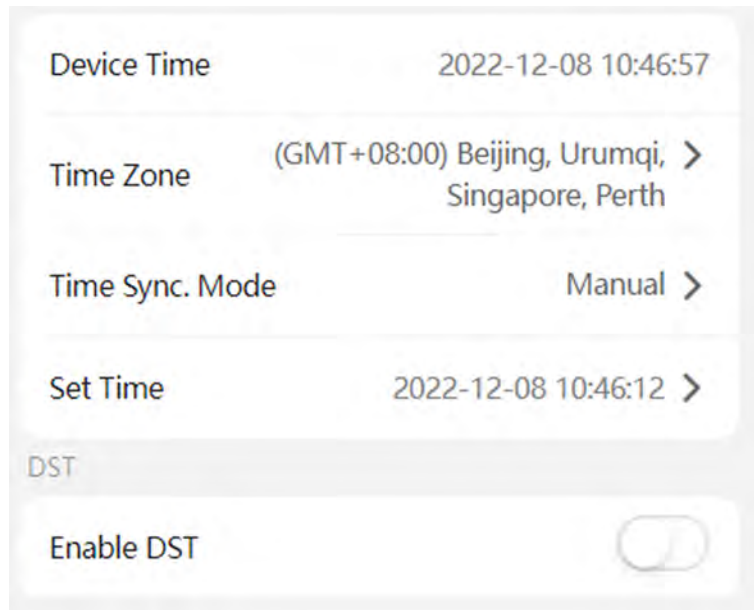 Device Time 2022-12-08 10:46:57
Time Zone (GMT+08:00) Beijing, Urumqi,
Singapore, Perth
Time Sync. Mode Manual
Set Time 2022-12-08 10:46:12
DST
Enable DST